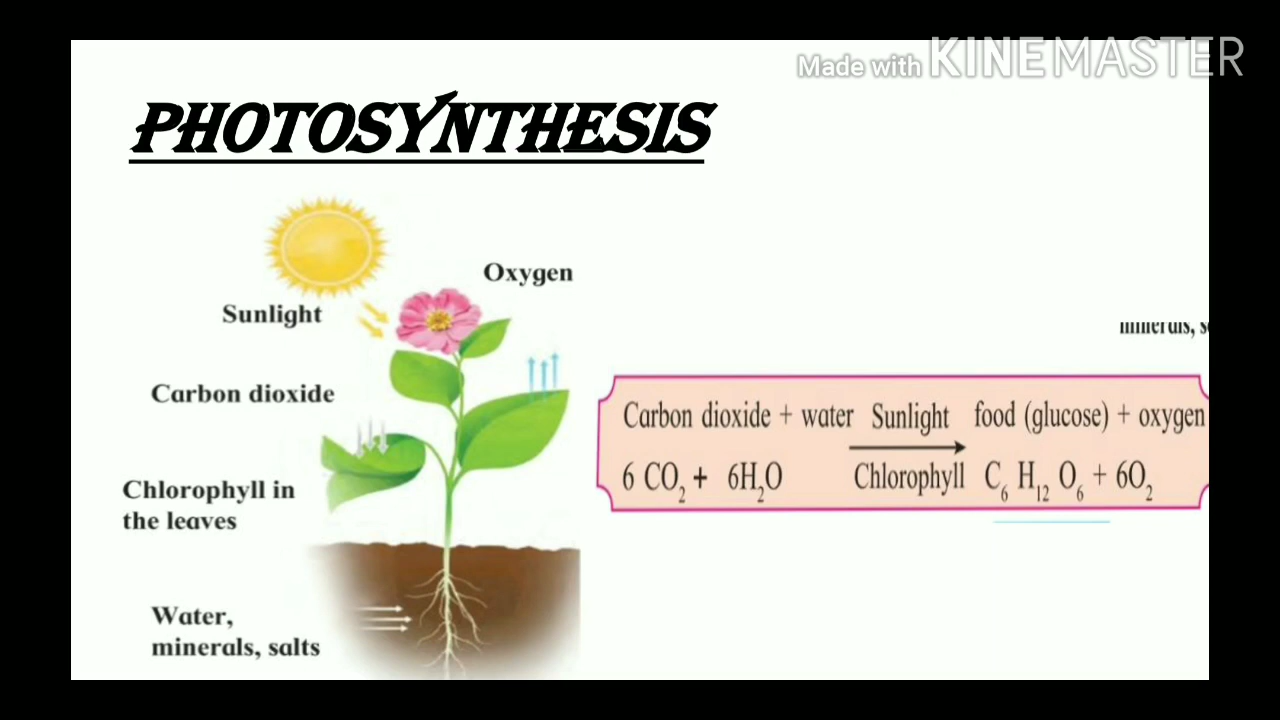 Made with KINEMASTER
PHOTOSYNTHESIS
Oxygen
Sunlight
Carbon dioxide
Chlorophyll in
the leaves
Water,
minerals, salts
Carbon dioxide + water Sunlight food (glucose) + oxygen
6 CO₂ + 6H₂O Chlorophyll C₆ H₁₂ O₆ + 6O₂